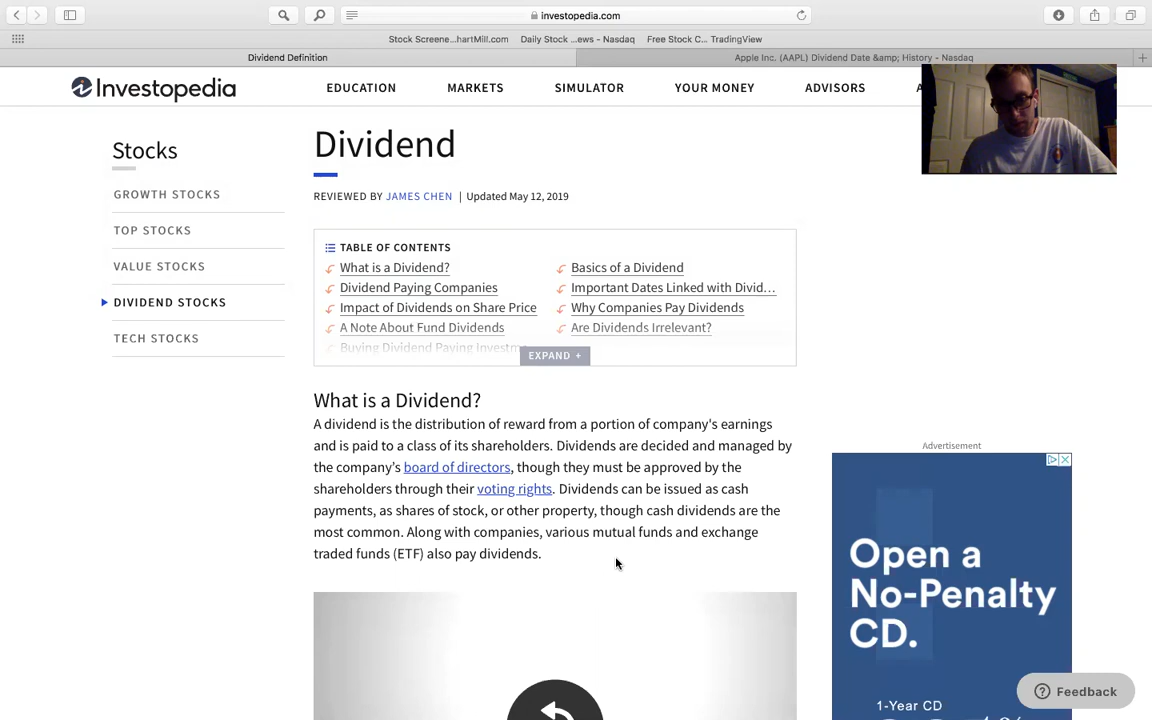 investopedia.com
Stock Screene...hartMill.com Daily Stock ...ews - Nasdaq Free Stock C... TradingView
Dividend Definition Apple Inc. (AAPL) Dividend Date &amp; History - Nasdaq
Investopedia EDUCATION MARKETS SIMULATOR YOUR MONEY ADVISORS
Stocks
GROWTH STOCKS
TOP STOCKS
VALUE STOCKS
DIVIDEND STOCKS
TECH STOCKS
Dividend
REVIEWED BY JAMES CHEN | Updated May 12, 2019
TABLE OF CONTENTS
What is a Dividend? Basics of a Dividend
Dividend Paying Companies Important Dates Linked with Divid...
Impact of Dividends on Share Price Why Companies Pay Dividends
A Note About Fund Dividends Are Dividends Irrelevant?
Buying Dividend Paying Investme
EXPAND +
What is a Dividend?
A dividend is the distribution of reward from a portion of company's earnings
and is paid to a class of its shareholders. Dividends are decided and managed by
the company's board of directors, though they must be approved by the
shareholders through their voting rights. Dividends can be issued as cash
payments, as shares of stock, or other property, though cash dividends are the
most common. Along with companies, various mutual funds and exchange
traded funds (ETF) also pay dividends.
Advertisement
Open a
No-Penalty
CD.
1-Year CD
Feedback